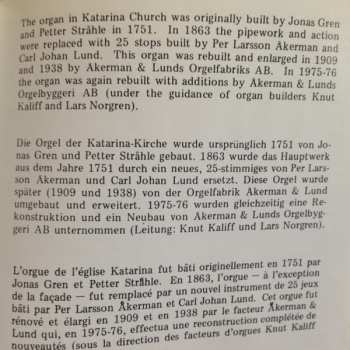 The organ in Katarina Church was originally built by Jonas Gren
and Petter Stråhle in 1751. In 1863 the pipework and action
were replaced with 25 stops built by Per Larsson Åkerman and
Carl Johan Lund. This organ was rebuilt and enlarged in 1909
and 1938 by Akerman & Lunds Orgelfabriks AB. In 1975-76
the organ was again rebuilt with additions by Åkerman & Lunds
Orgelbyggeri AB (under the guidance of organ builders Knut
Kaliff and Lars Norgren).
Die Orgel der Katarina-Kirche wurde ursprünglich 1751 von Jo-
nas Gren und Petter Stråhle gebaut. 1863 wurde das Hauptwerk
aus dem Jahre 1751 durch ein neues, 25-stimmiges von Per Lars-
son Akerman und Carl Johan Lund ersetzt. Diese Orgel wurde
später (1909 und 1938) von der Orgelfabrik Åkerman & Lund
umgebaut und erweitert. 1975-76 wurden gleichzeitig eine Re-
konstruktion und ein Neubau von Åkerman & Lunds Orgelbyg-
geri AB unternommen (Leitung: Knut Kaliff und Lars Norgren).
L'orgue de l'église Katarina fut bâti originellement en 1751 par
Jonas Gren et Petter Stråhle. En 1863, l'orgue — à l'exception
de la façade — fut remplacé par un nouvel instrument de 25 jeux
bâti par Per Larsson Åkerman et Carl Johan Lund. Cet orgue fut
rénové et élargi en 1909 et en 1938 par le facteur Åkerman &
Lund qui, en 1975-76, effectua une reconstruction complétée de
nouveautés (sous la direction des facteurs d'orgues Knut Kaliff